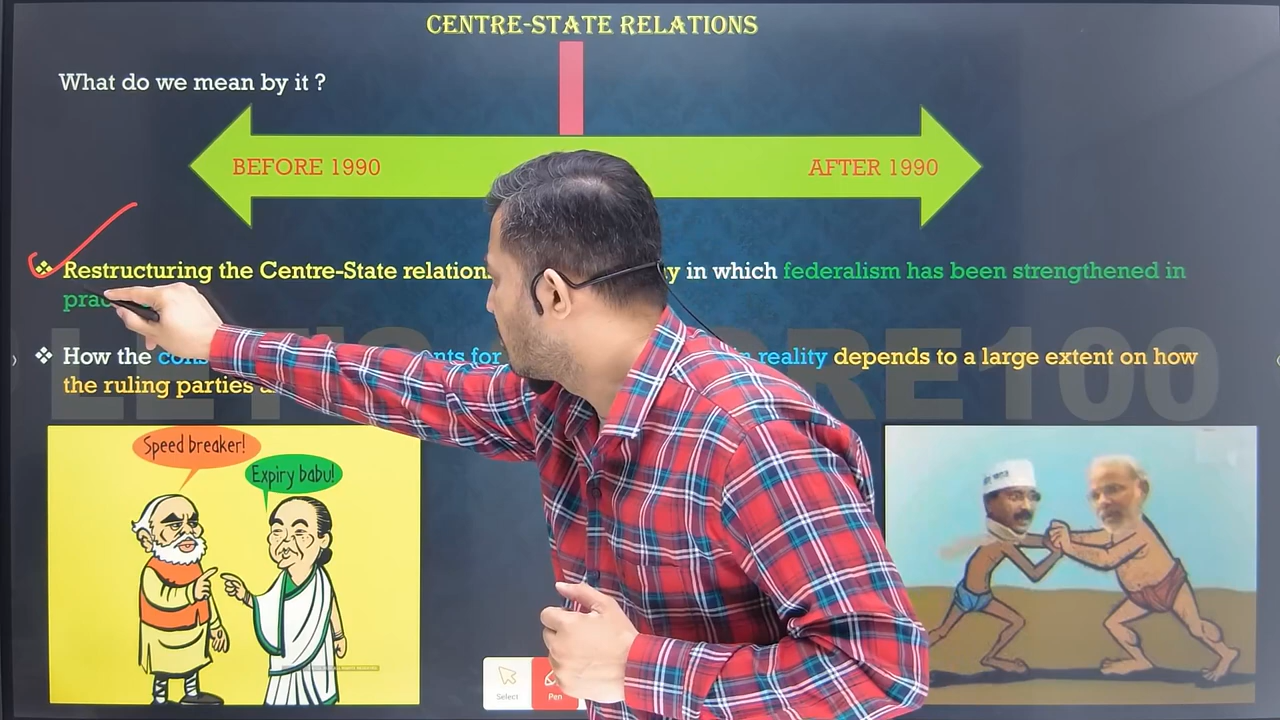 CENTRE-STATE RELATIONS
What do we mean by it ?
BEFORE 1990
AFTER 1990
❖ Restructuring the Centre-State in which federalism has been strengthened in
❖ How the for reality depends to a large extent on how
the ruling parties
Speed breaker!
Expiry babu!
Select
Pen